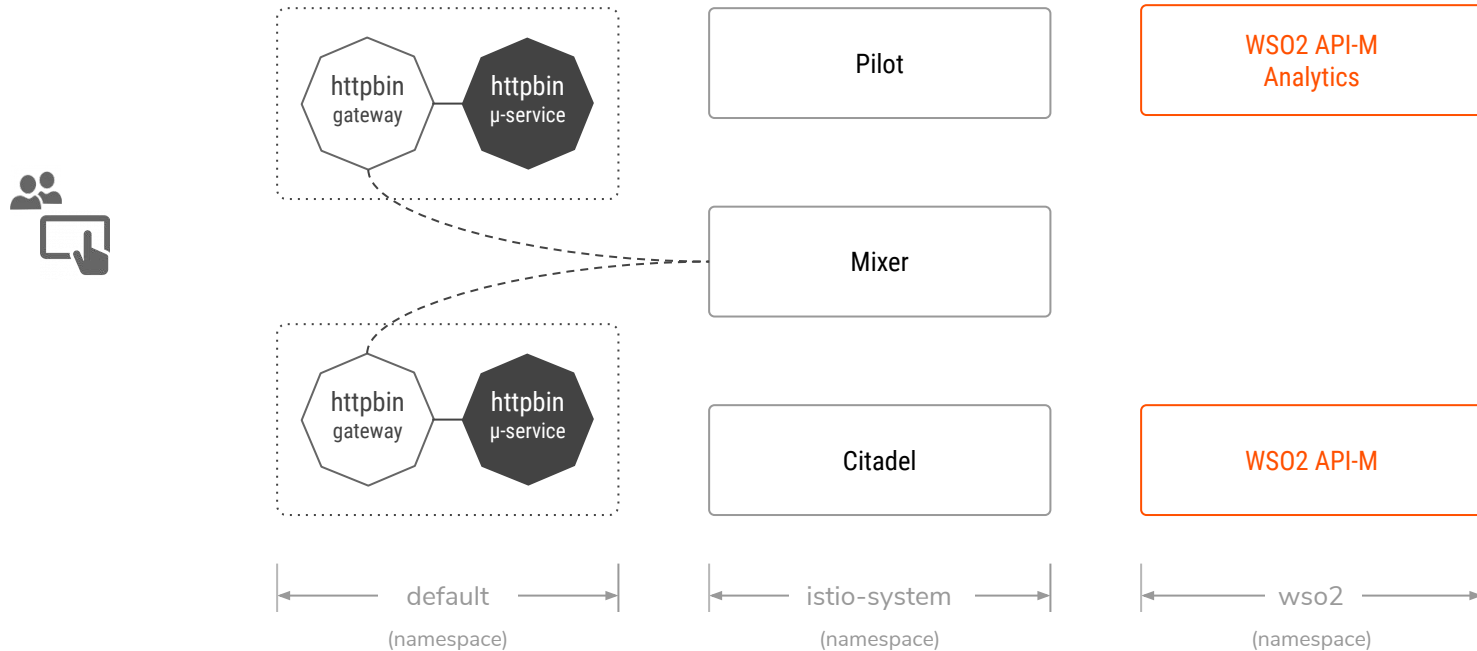 httpbin
gateway
httpbin
µ-service
Pilot
WSO2 API-M
Analytics
Mixer
httpbin
gateway
httpbin
µ-service
Citadel
WSO2 API-M
default
(namespace)
istio-system
(namespace)
wso2
(namespace)